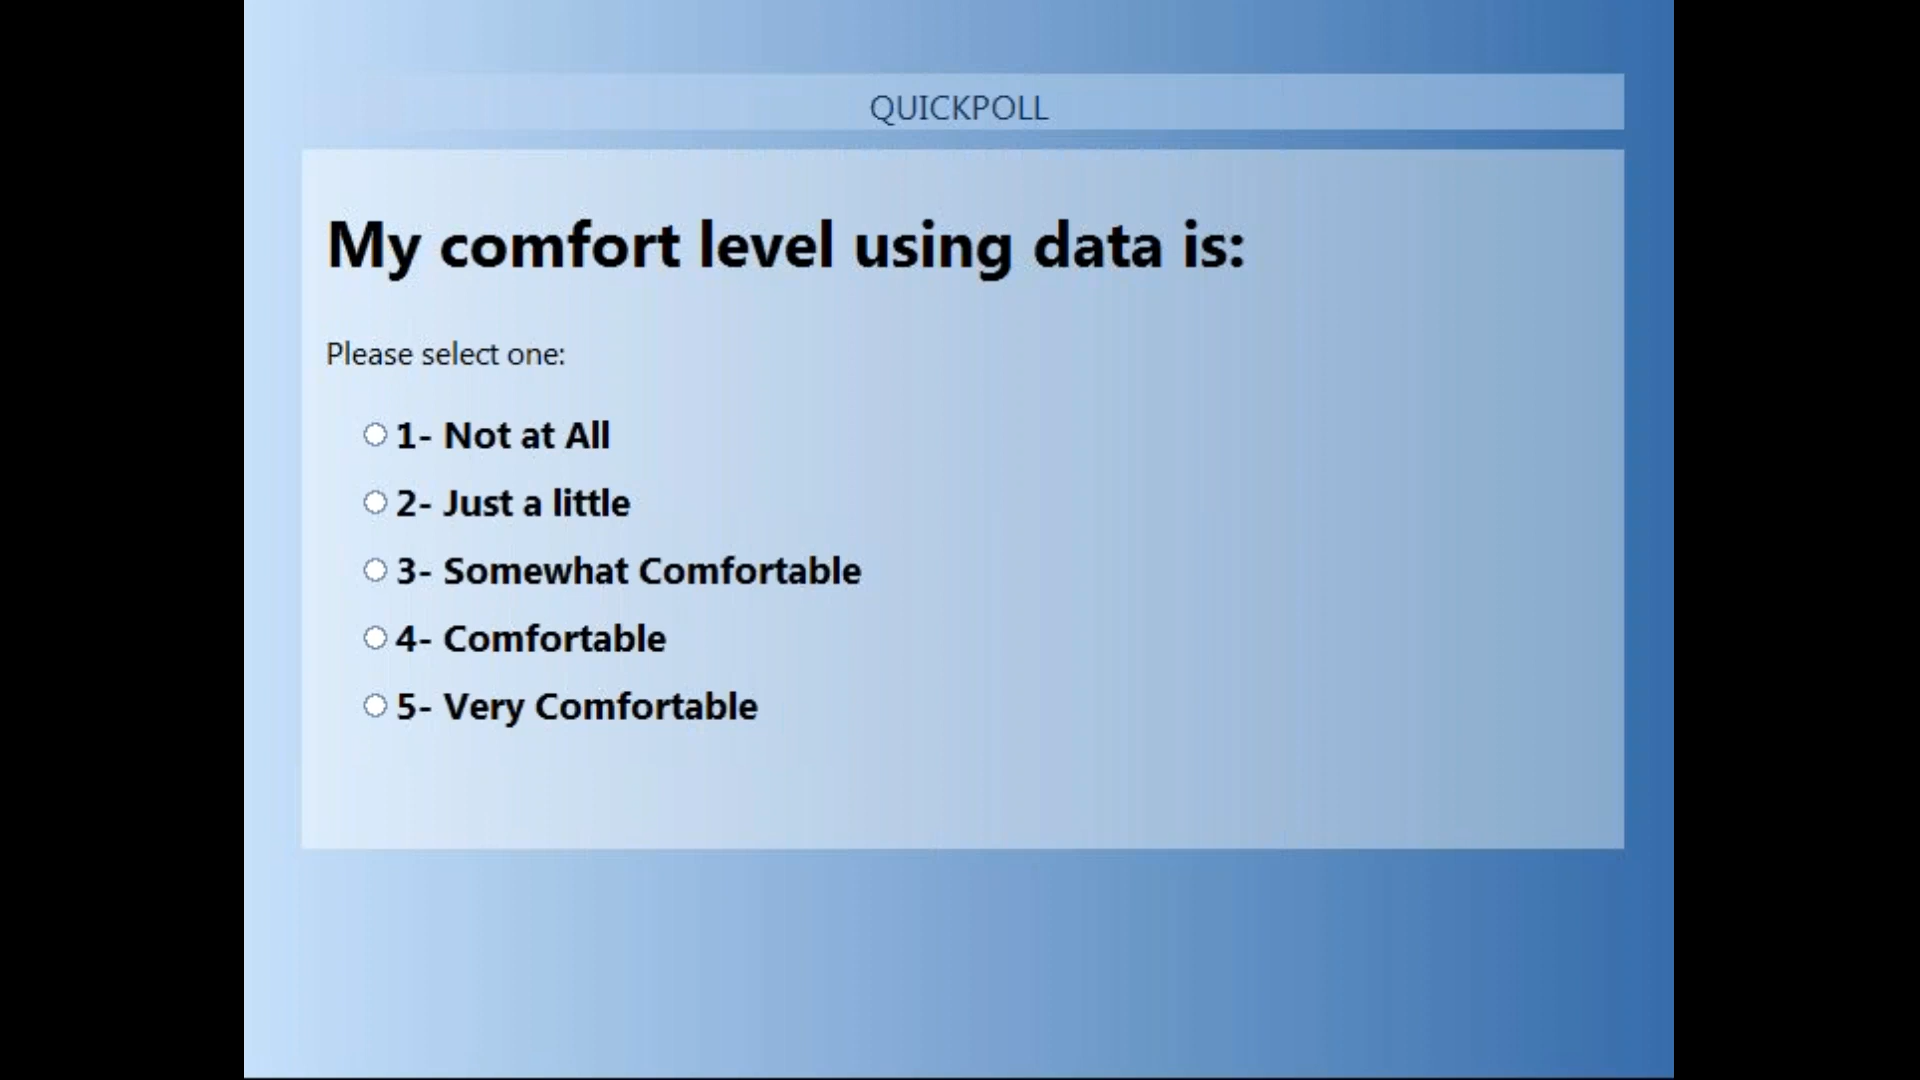 QUICKPOLL
My comfort level using data is:
Please select one:
1- Not at All
2- Just a little
3- Somewhat Comfortable
4- Comfortable
5- Very Comfortable